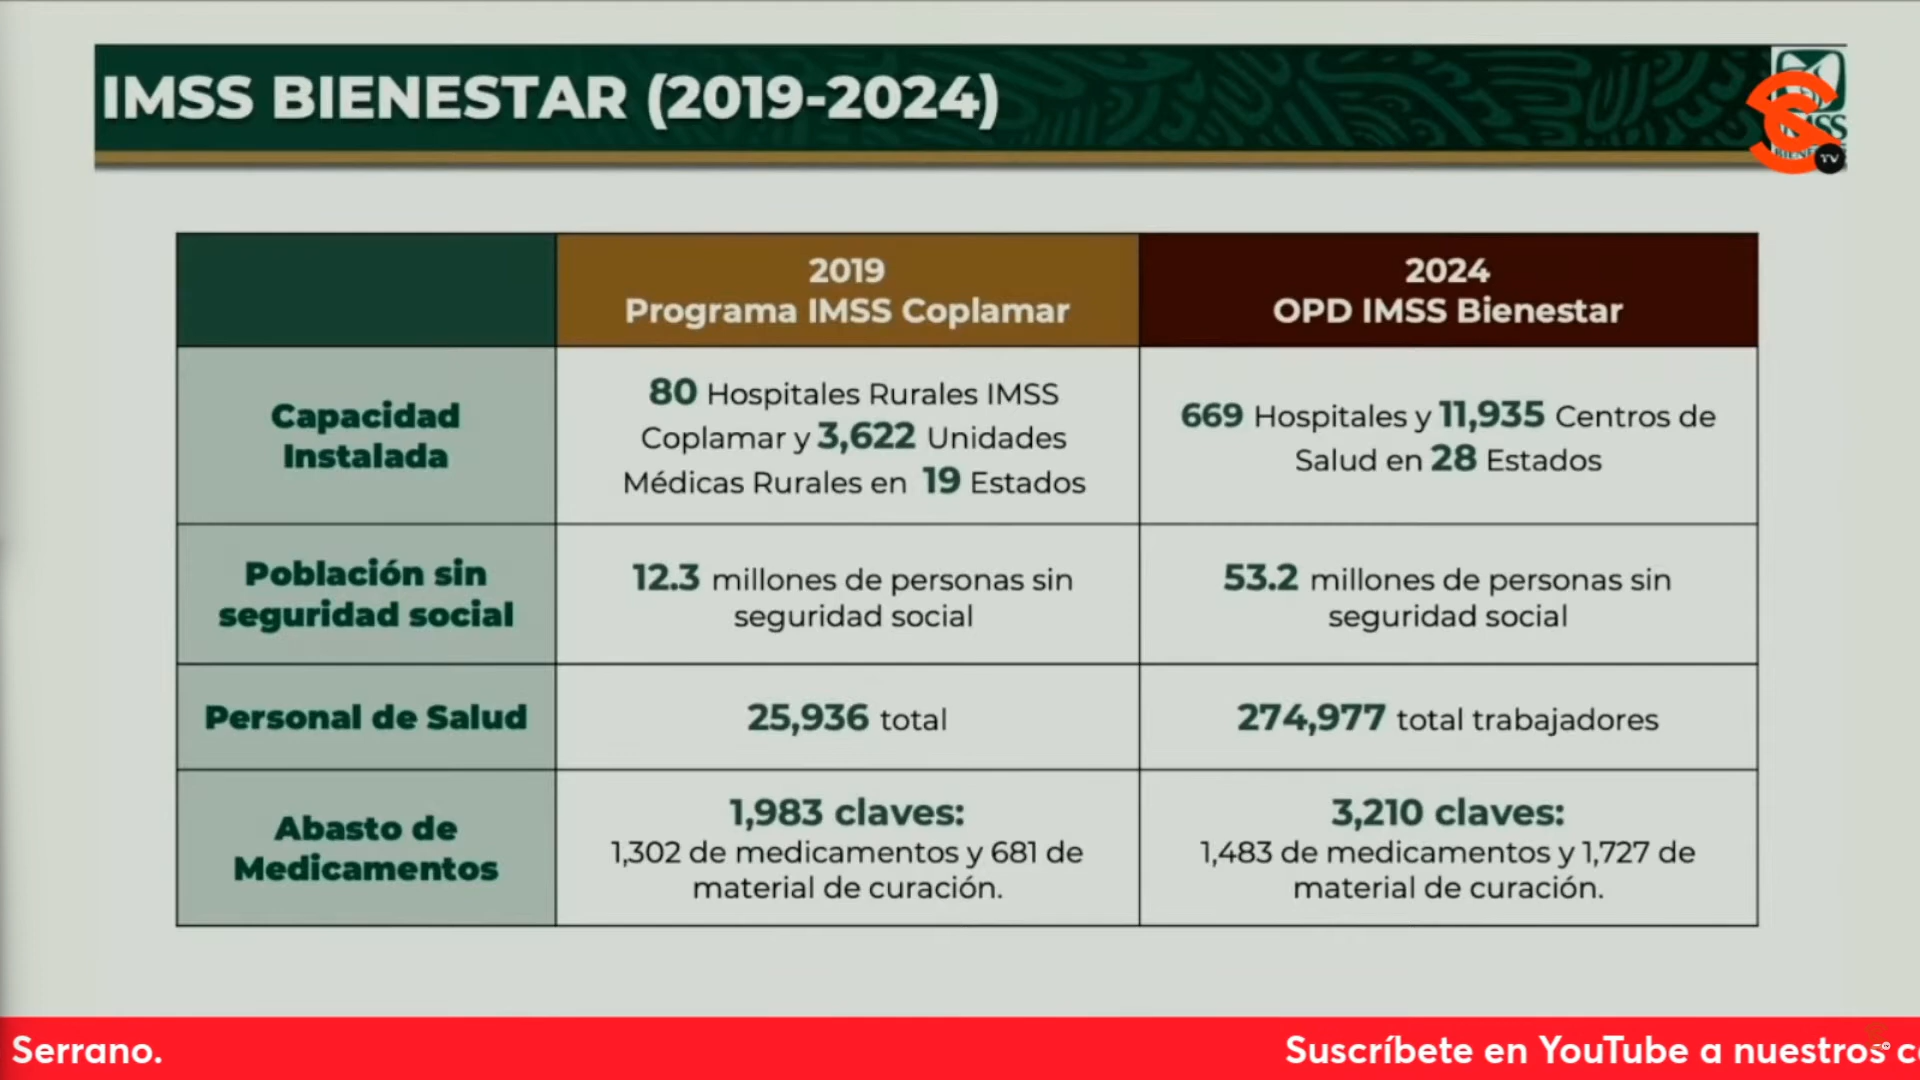 IMSS BIENESTAR (2019-2024)
IMSS
TV
2019
Programa IMSS Coplamar
2024
OPD IMSS Bienestar
Capacidad
Instalada
80 Hospitales Rurales IMSS
Coplamar y 3,622 Unidades
Médicas Rurales en 19 Estados
669 Hospitales y 11,935 Centros de
Salud en 28 Estados
Población sin
seguridad social
12.3 millones de personas sin
seguridad social
53.2 millones de personas sin
seguridad social
Personal de Salud
25,936 total
274,977 total trabajadores
Abasto de
Medicamentos
1,983 claves:
1,302 de medicamentos y 681 de
material de curación.
3,210 claves:
1,483 de medicamentos y 1,727 de
material de curación.
Serrano.
Suscríbete en YouTube a nuestros